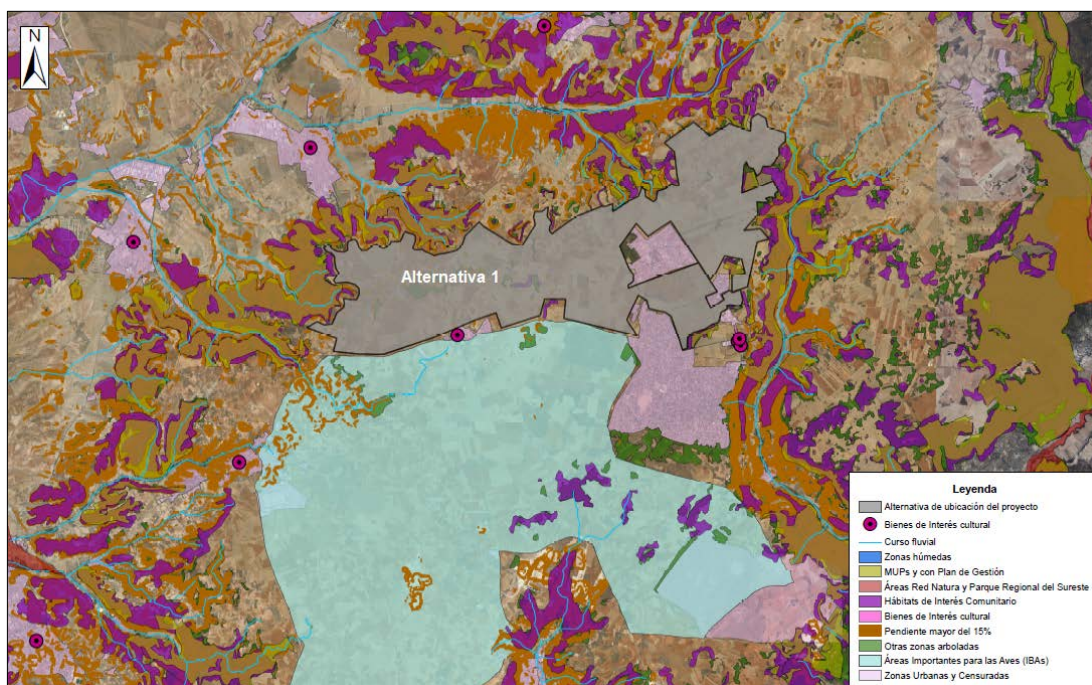 N
Alternativa 1
Leyenda
Alternativa de ubicación del proyecto
Bienes de Interés cultural
Curso fluvial
Zonas húmedas
MUPs y con Plan de Gestión
Áreas Red Natura y Parque Regional del Sureste
Hábitats de Interés Comunitario
Bienes de Interés cultural
Pendiente mayor del 15%
Otras zonas arboladas
Áreas Importantes para las Aves (IBAs)
Zonas Urbanas y Censuradas